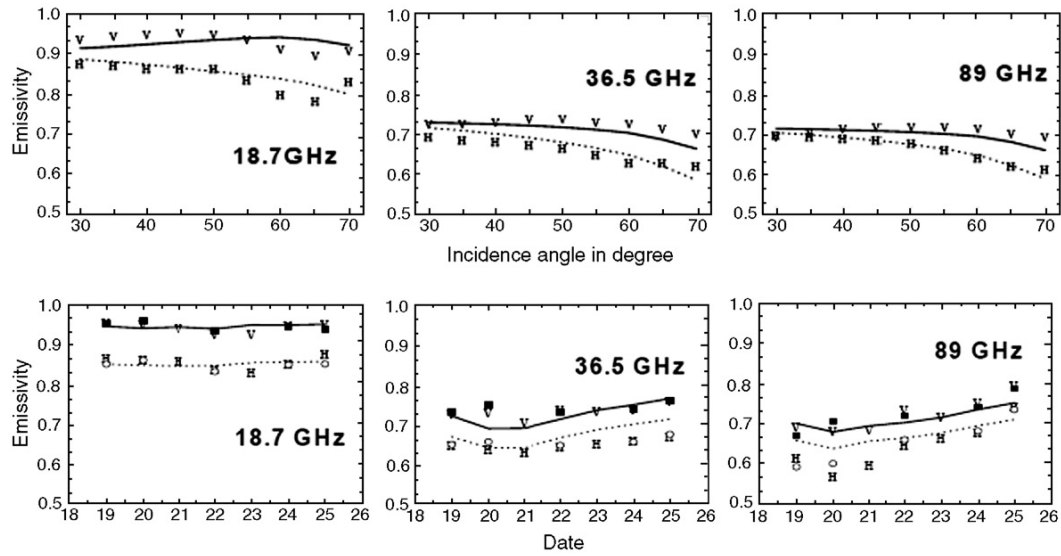 Emissivity
1.0
0.9
0.8
0.7
0.6
0.5
V V V V V V V V V
H H H H H H H H H
18.7GHz
30 40 50 60 70
1.0
0.9
0.8
0.7
0.6
0.5
36.5 GHz
V V V V V V V V V
H H H H H H H H H
30 40 50 60 70
1.0
0.9
0.8
0.7
0.6
0.5
89 GHz
V V V V V V
H H H H H H H H H
30 40 50 60 70
Incidence angle in degree
Emissivity
1.0
0.9
0.8
0.7
0.6
0.5
V V V
H H H H
18.7 GHz
18 19 20 21 22 23 24 25 26
1.0
0.9
0.8
0.7
0.6
0.5
36.5 GHz
V V V
H H H H H H H
18 19 20 21 22 23 24 25 26
1.0
0.9
0.8
0.7
0.6
0.5
89 GHz
V V V V V V V
H H H H H H
18 19 20 21 22 23 24 25 26
Date